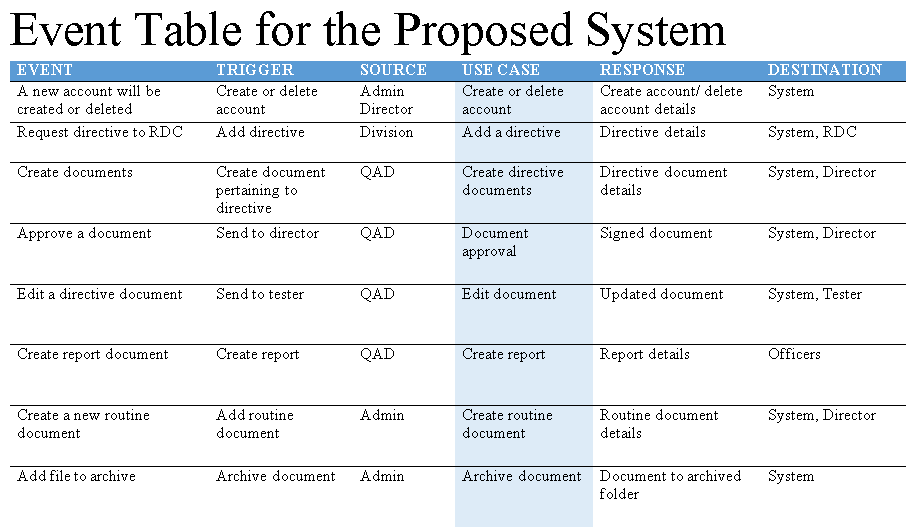 Event Table for the Proposed System
EVENT TRIGGER SOURCE USE CASE RESPONSE DESTINATION
A new account will be Create or delete Admin Create or delete Create account/ delete System
created or deleted account Director account account details
Request directive to RDC Add directive Division Add a directive Directive details System, RDC
Create documents Create document QAD Create directive Directive document System, Director
pertaining to documents details
directive
Approve a document Send to director QAD Document Signed document System, Director
approval
Edit a directive document Send to tester QAD Edit document Updated document System, Tester
Create report document Create report QAD Create report Report details Officers
Create a new routine Add routine Admin Create routine Routine document System, Director
document document document details
Add file to archive Archive document Admin Archive document Document to archived System
folder